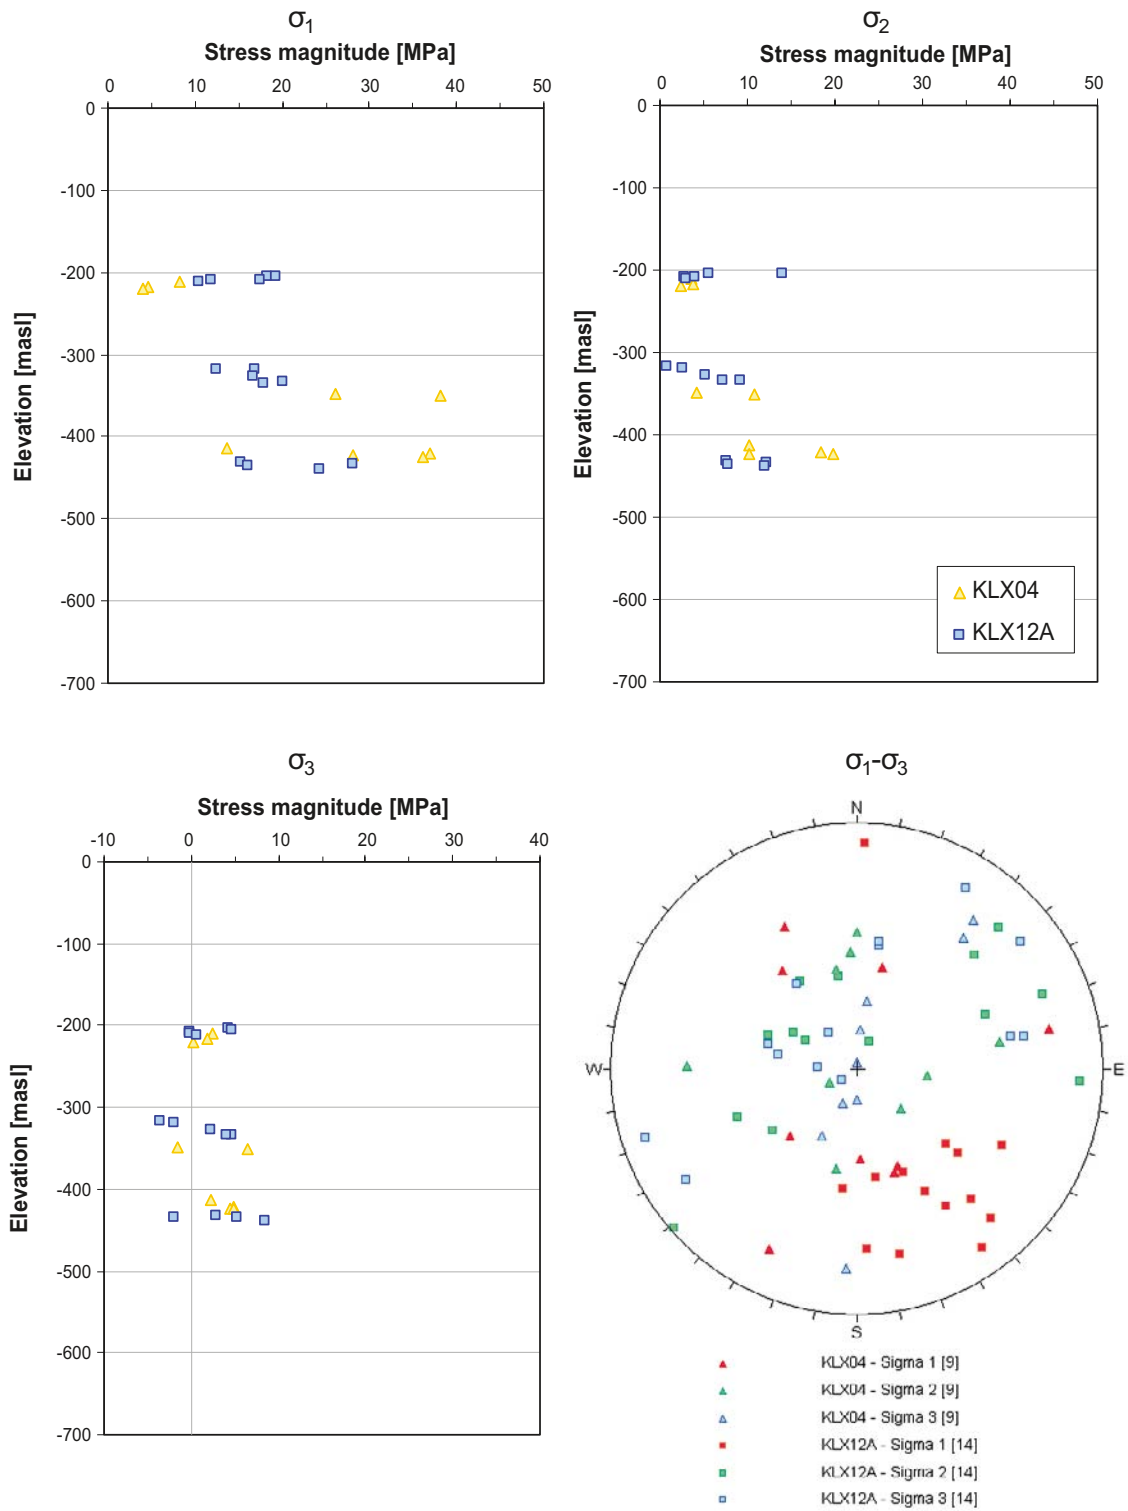 σ1
Stress magnitude [MPa]
0 10 20 30 40 50
0
-100
-200
-300
-400
-500
-600
-700
Elevation [masl]
σ2
Stress magnitude [MPa]
0 10 20 30 40 50
0
-100
-200
-300
-400
-500
-600
-700
Elevation [masl]
KLX04
KLX12A
σ3
Stress magnitude [MPa]
-10 0 10 20 30 40
0
-100
-200
-300
-400
-500
-600
-700
Elevation [masl]
σ1-σ3
N
W
E
S
KLX04 - Sigma 1 [9]
KLX04 - Sigma 2 [9]
KLX04 - Sigma 3 [9]
KLX12A - Sigma 1 [14]
KLX12A - Sigma 2 [14]
KLX12A - Sigma 3 [14]